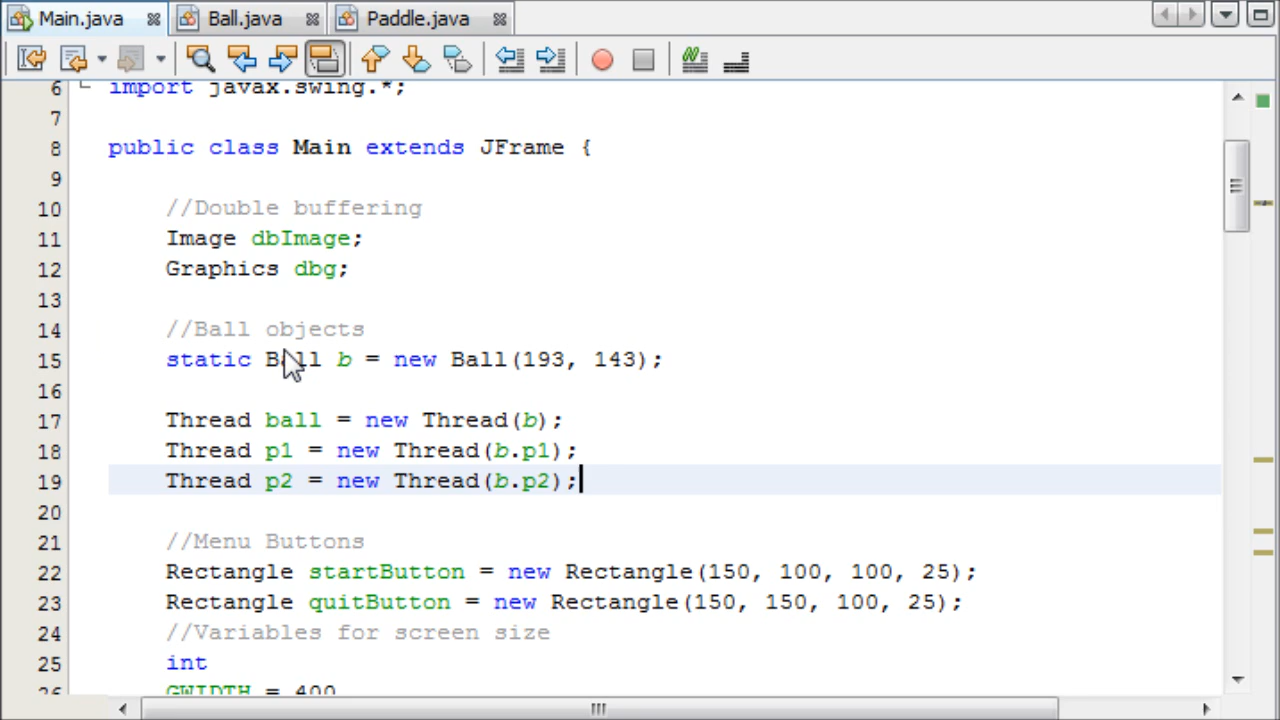 Main.java Ball.java Paddle.java
6 import javax.swing.*;
7
8 public class Main extends JFrame {
9
10 //Double buffering
11 Image dbImage;
12 Graphics dbg;
13
14 //Ball objects
15 static Ball b = new Ball(193, 143);
16
17 Thread ball = new Thread(b);
18 Thread p1 = new Thread(b.p1);
19 Thread p2 = new Thread(b.p2);
20
21 //Menu Buttons
22 Rectangle startButton = new Rectangle(150, 100, 100, 25);
23 Rectangle quitButton = new Rectangle(150, 150, 100, 25);
24 //Variables for screen size
25 int
26 GWIDTH = 400